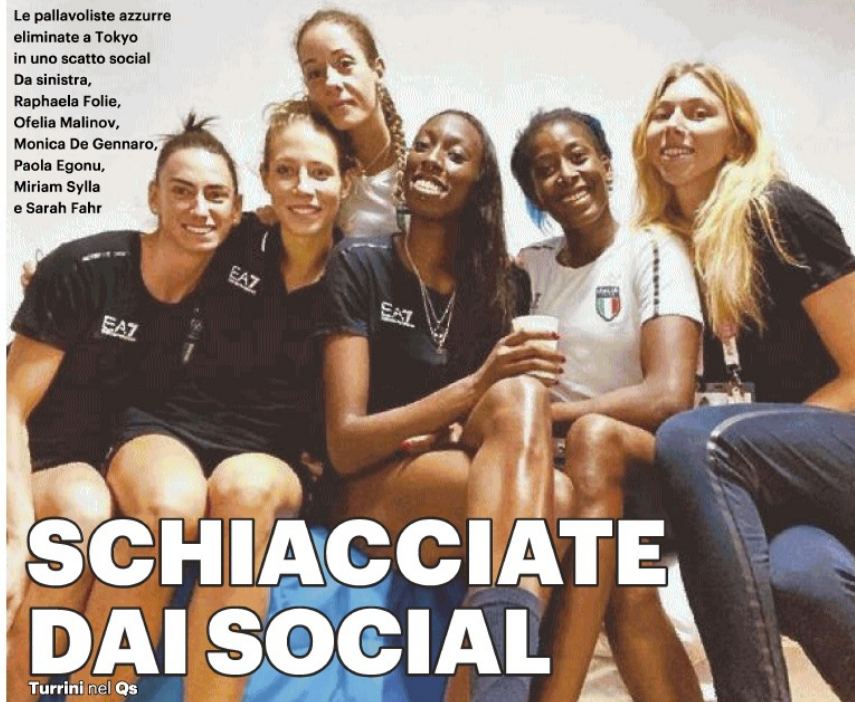 Le pallavoliste azzurre
eliminate a Tokyo
in uno scatto social
Da sinistra,
Raphaela Folie,
Ofelia Malinov,
Monica De Gennaro,
Paola Egonu,
Miriam Sylla
e Sarah Fahr
EA7
EA7
EA7
ITALIA
SCHIACCIATE
DAI SOCIAL
Turrini nel Qs